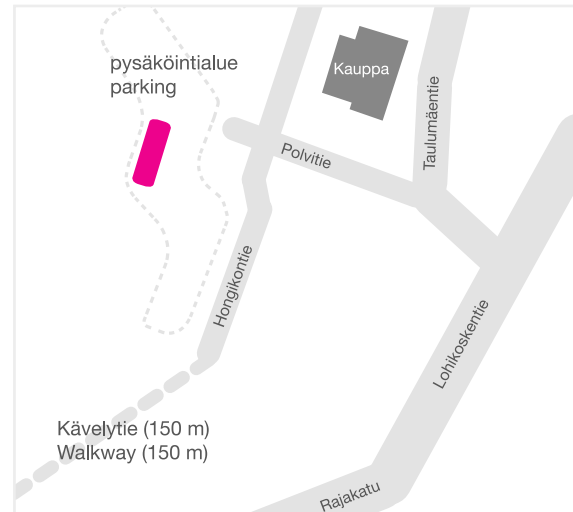 pysäköintialue
parking
Kauppa
Taulumäentie
Polvitie
Hongikontie
Lohikoskentie
Kävelytie (150 m)
Walkway (150 m)
Rajakatu